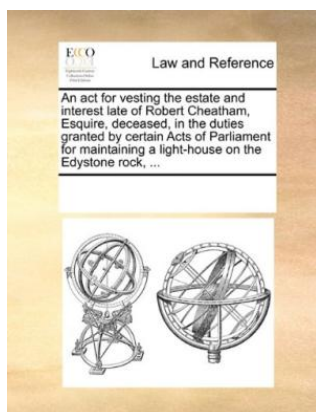 ECCO
Law and Reference
An act for vesting the estate and
interest late of Robert Cheatham,
Esquire, deceased, in the duties
granted by certain Acts of Parliament
for maintaining a light-house on the
Edystone rock, ...